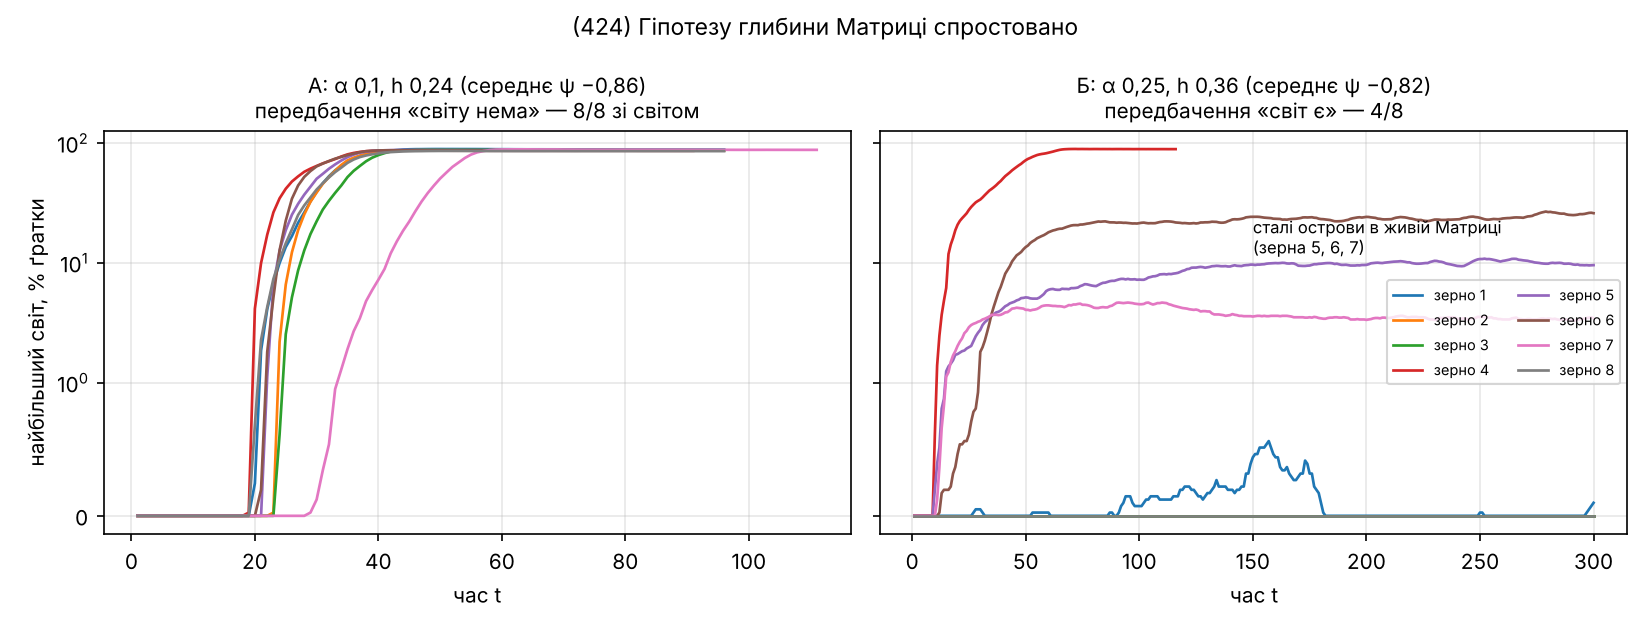 (424) Гіпотезу глибини Матриці спростовано
А: α 0,1, h 0,24 (середнє ψ −0,86)
передбачення «світу нема» — 8/8 зі світом
Б: α 0,25, h 0,36 (середнє ψ −0,82)
передбачення «світ є» — 4/8
найбільший світ, % ґратки
10²
10¹
10⁰
0
0 20 40 60 80 100
час t
сталі острови в живій Матриці
(зерна 5, 6, 7)
зерно 1 зерно 5
зерно 2 зерно 6
зерно 3 зерно 7
зерно 4 зерно 8
0 50 100 150 200 250 300
час t